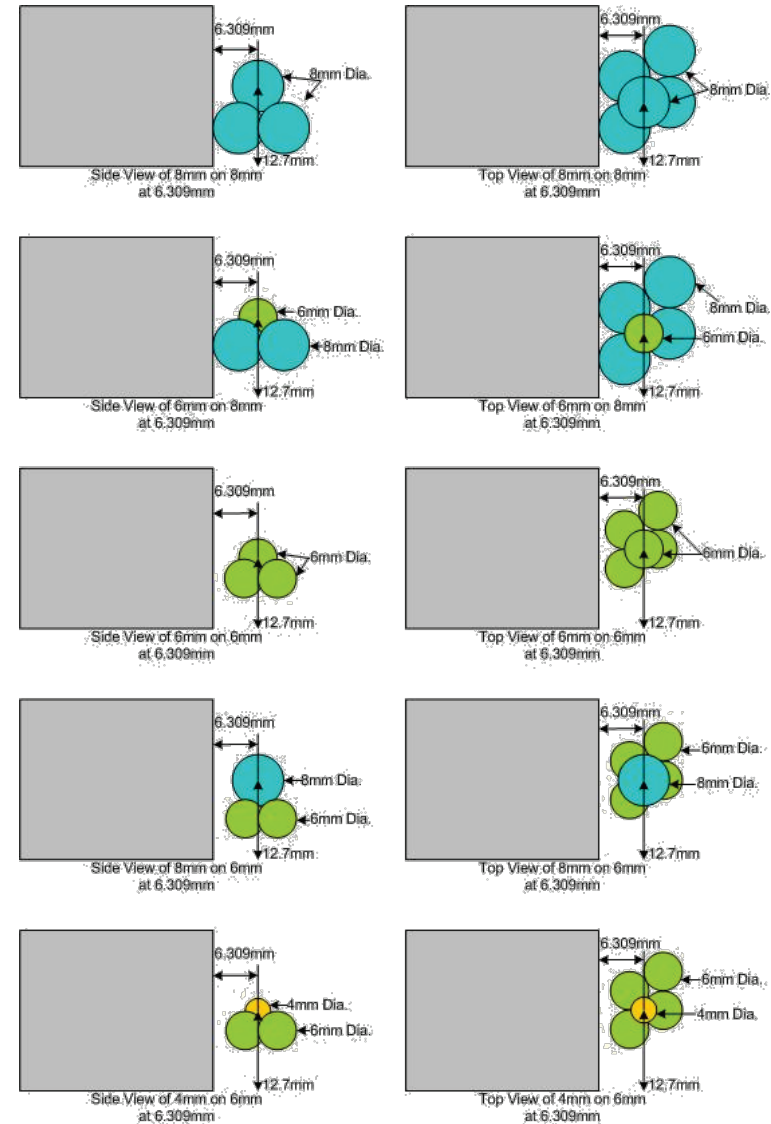 6.309mm
8mm Dia.
12.7mm
Side View of 8mm on 8mm
at 6.309mm
6.309mm
8mm Dia.
12.7mm
Top View of 8mm on 8mm
at 6.309mm
6.309mm
6mm Dia.
8mm Dia.
12.7mm
Side View of 6mm on 8mm
at 6.309mm
6.309mm
8mm Dia.
6mm Dia.
12.7mm
Top View of 6mm on 8mm
at 6.309mm
6.309mm
6mm Dia.
12.7mm
Side View of 6mm on 6mm
at 6.309mm
6.309mm
6mm Dia.
12.7mm
Top View of 6mm on 6mm
at 6.309mm
6.309mm
8mm Dia.
6mm Dia.
12.7mm
Side View of 8mm on 6mm
at 6.309mm
6.309mm
6mm Dia.
8mm Dia.
12.7mm
Top View of 8mm on 6mm
at 6.309mm
6.309mm
4mm Dia.
6mm Dia.
12.7mm
Side View of 4mm on 6mm
at 6.309mm
6.309mm
6mm Dia.
4mm Dia.
12.7mm
Top View of 4mm on 6mm
at 6.309mm